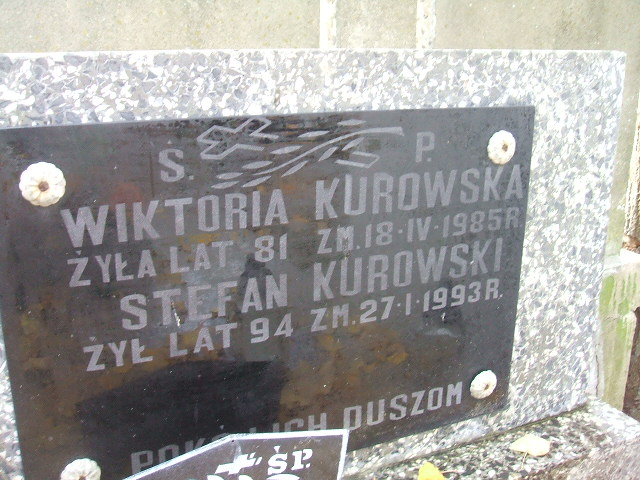 Ś. P.
WIKTORIA KUROWSKA
ŻYŁA LAT 81 ZM. 18·IV·1985R
STEFAN KUROWSKI
ŻYŁ LAT 94 ZM. 27·I·1993R.
ICH DUSZOM
ŚP.